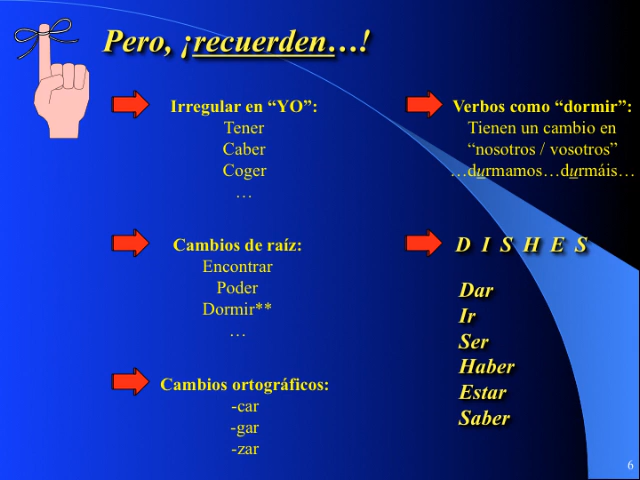 Pero, ¡recuerden…!
Irregular en “YO”:
Tener
Caber
Coger
…
Cambios de raíz:
Encontrar
Poder
Dormir**
…
Cambios ortográficos:
-car
-gar
-zar
Verbos como “dormir”:
Tienen un cambio en
“nosotros / vosotros”
…durmamos…durmáis…
D I S H E S
Dar
Ir
Ser
Haber
Estar
Saber
6